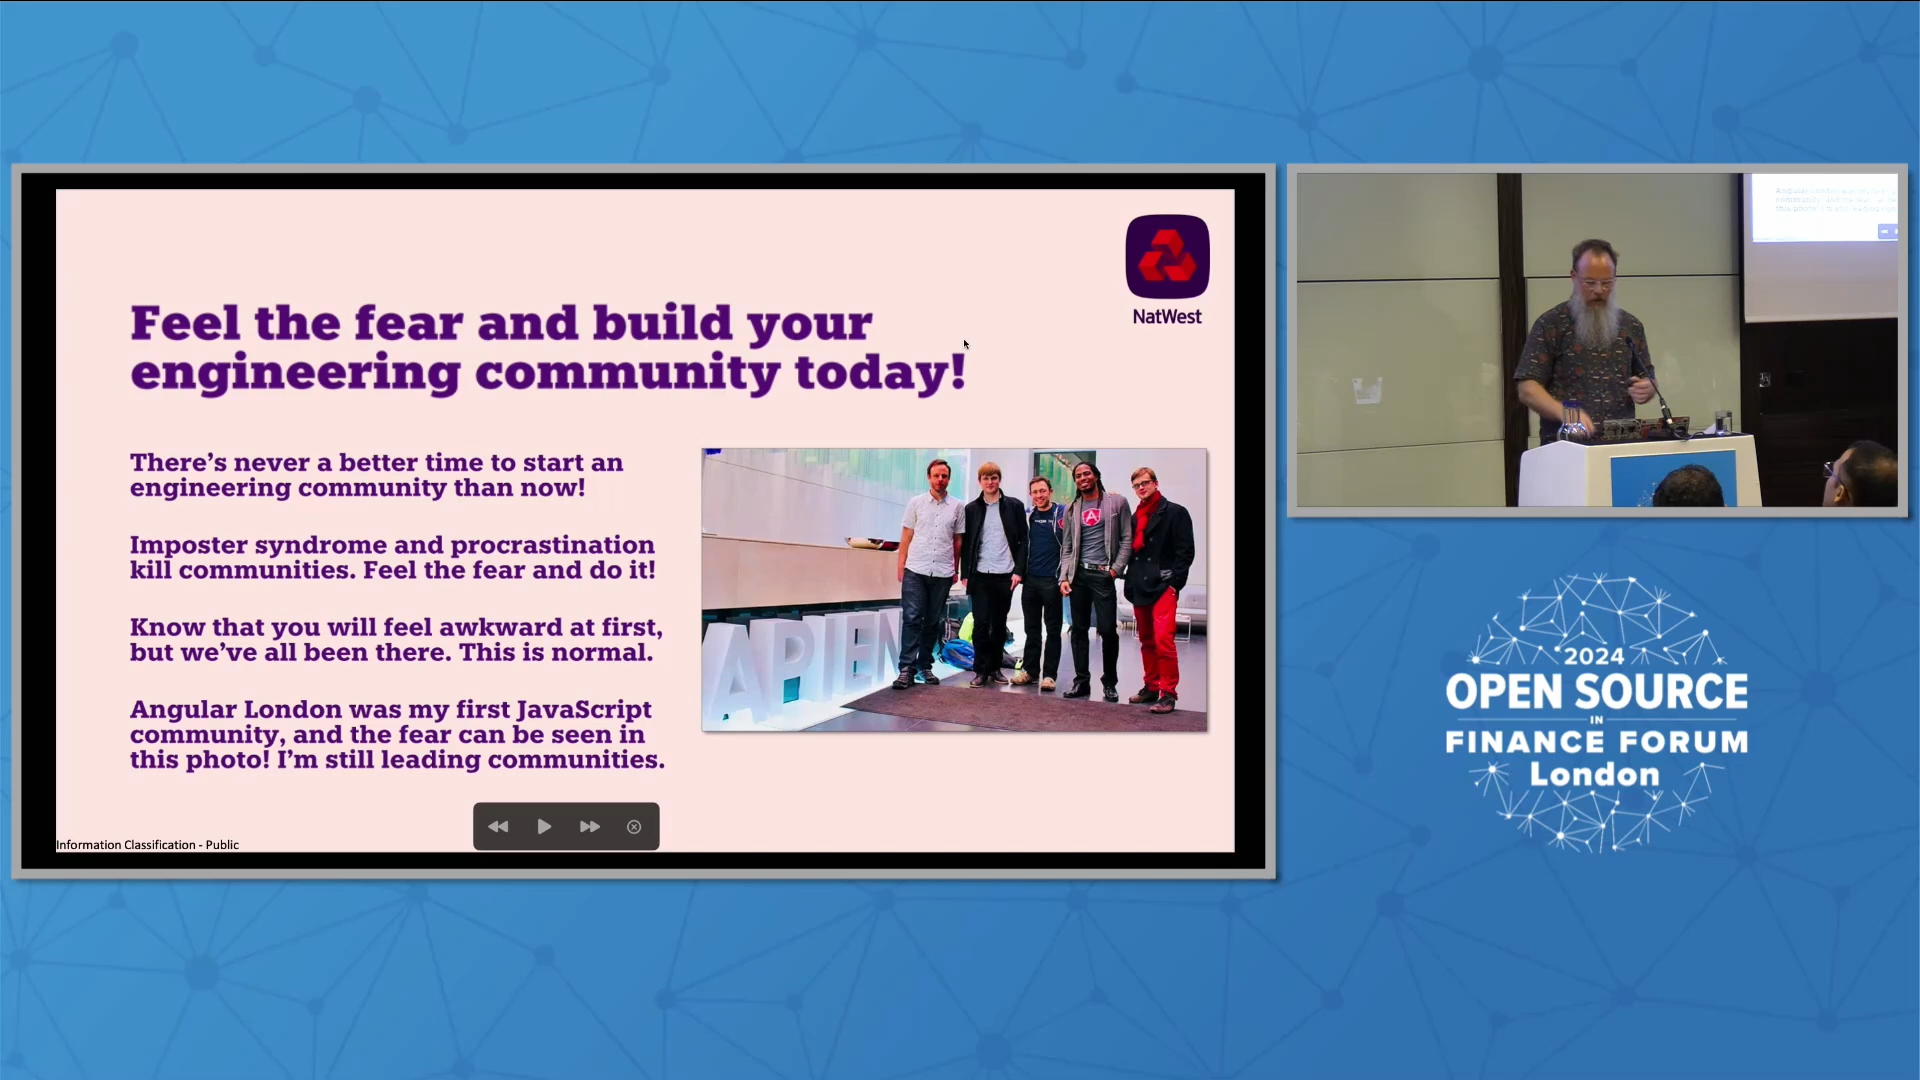 NatWest
Feel the fear and build your
engineering community today!
There's never a better time to start an
engineering community than now!
Imposter syndrome and procrastination
kill communities. Feel the fear and do it!
Know that you will feel awkward at first,
but we've all been there. This is normal.
Angular London was my first JavaScript
community, and the fear can be seen in
this photo! I'm still leading communities.
APIEN
A
Information Classification - Public
2024
OPEN SOURCE
IN
FINANCE FORUM
London